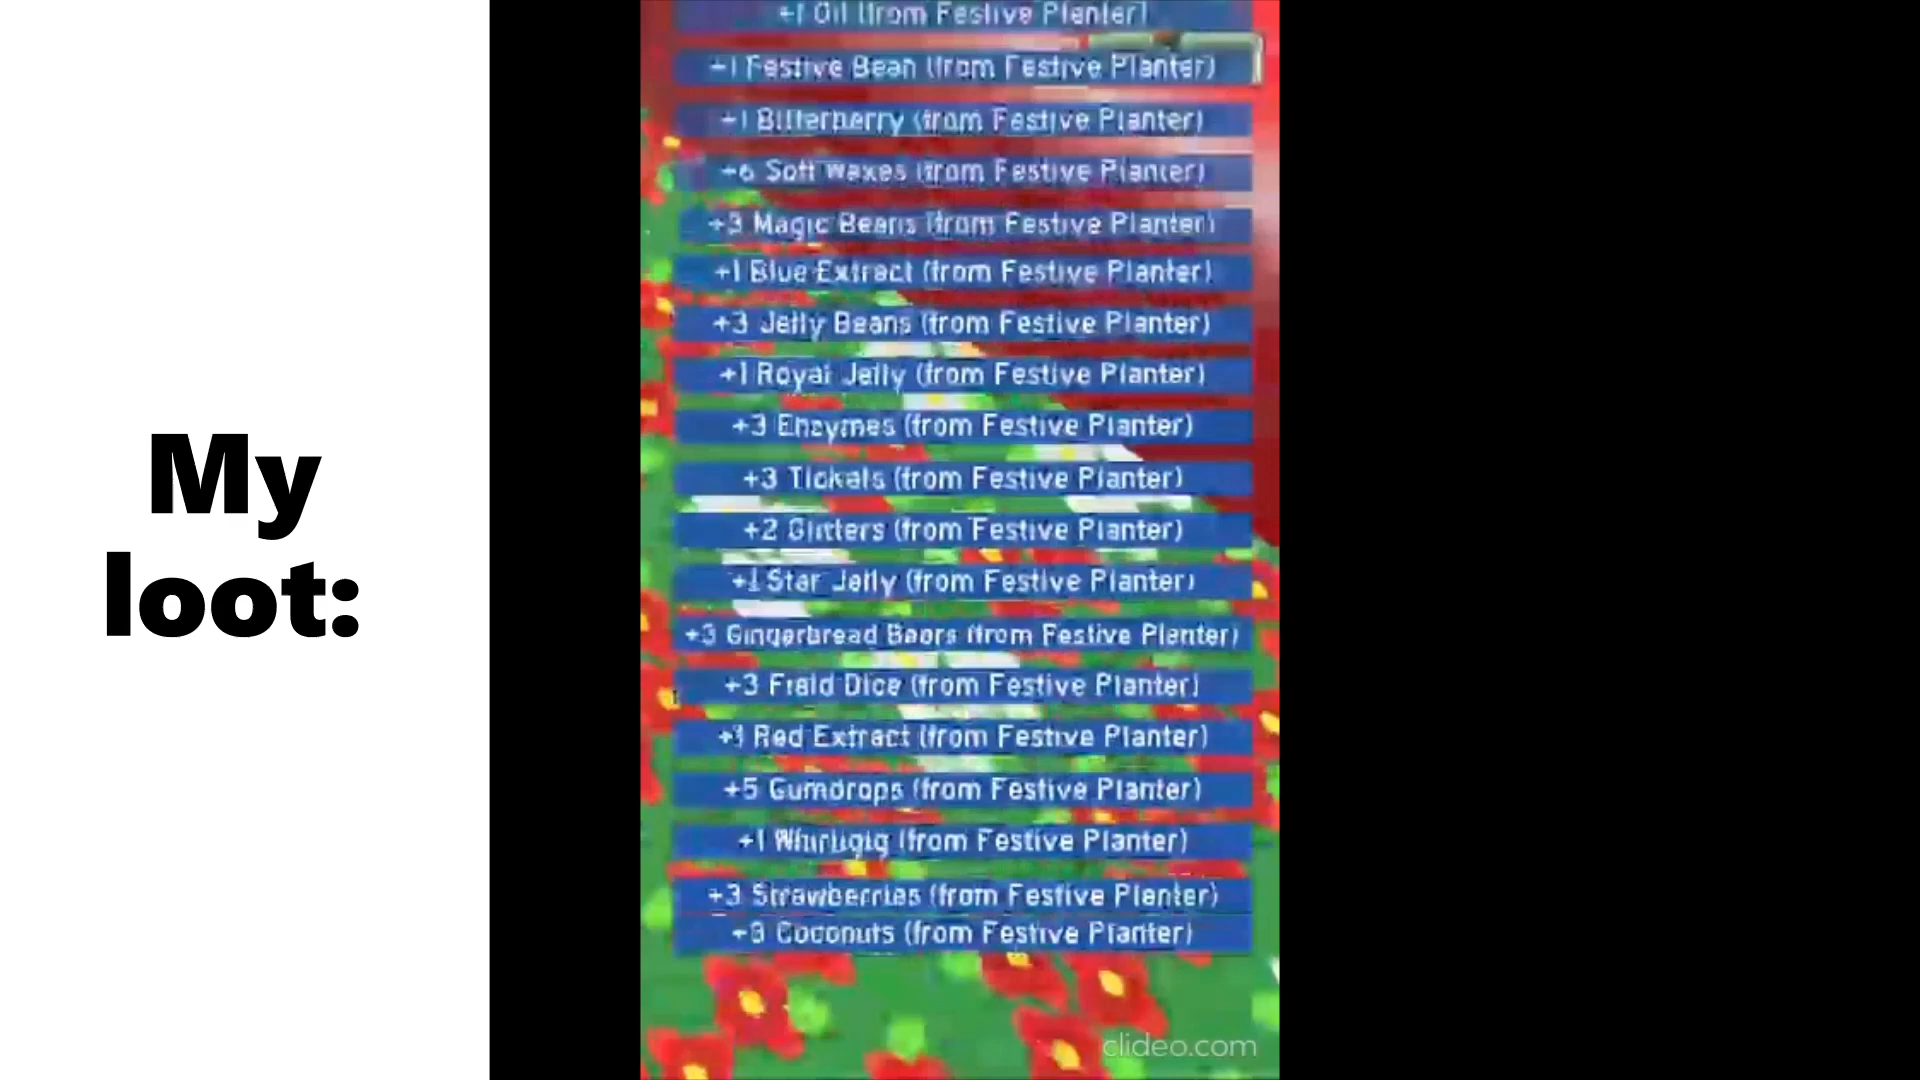 My
loot:
+1 Oil (from Festive Planter)
+1 Festive Bean (from Festive Planter)
+1 Bitterberry (from Festive Planter)
+6 Soft Waxes (from Festive Planter)
+3 Magic Beans (from Festive Planter)
+1 Blue Extract (from Festive Planter)
+3 Jelly Beans (from Festive Planter)
+1 Royal Jelly (from Festive Planter)
+3 Enzymes (from Festive Planter)
+3 Tickets (from Festive Planter)
+2 Glitters (from Festive Planter)
+1 Star Jelly (from Festive Planter)
+3 Gingerbread Bears (from Festive Planter)
+3 Field Dice (from Festive Planter)
Red Extract (from Festive Planter)
+5 Gumdrops (from Festive Planter)
+1 Whirligig (from Festive Planter)
+3 Strawberries (from Festive Planter)
Coconuts (from Festive Planter)
clideo.com